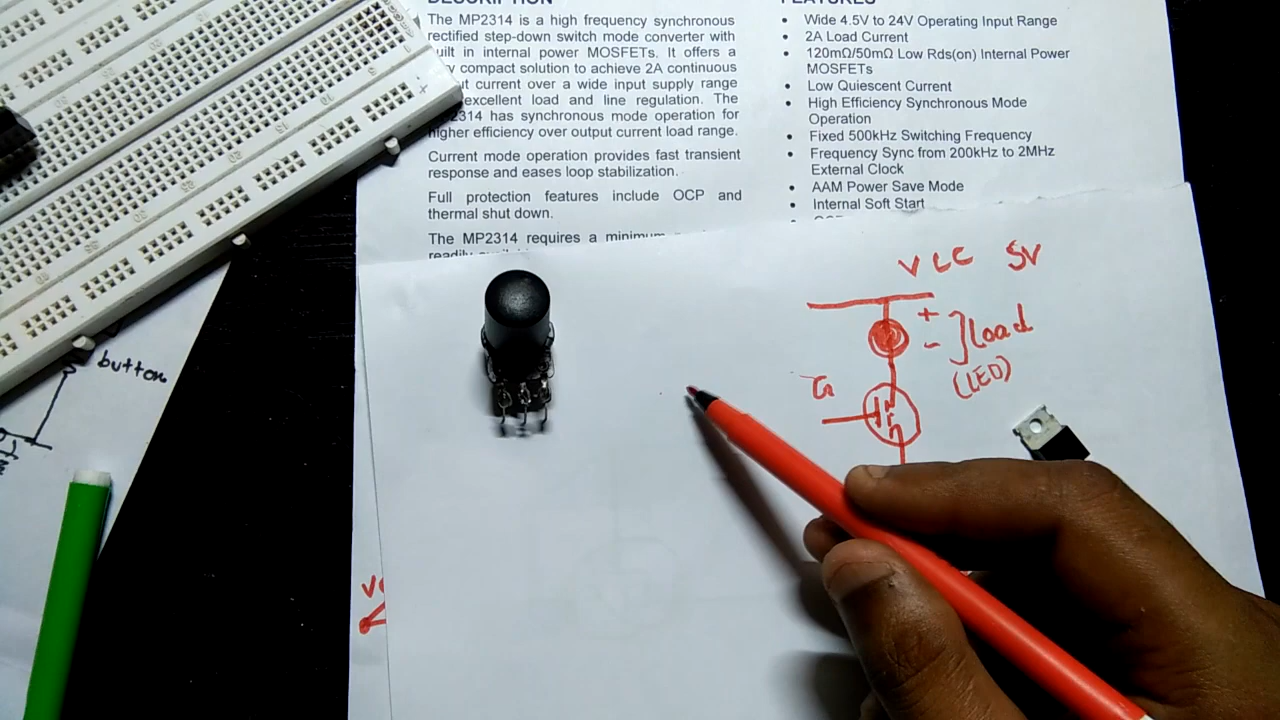 DESCRIPTION
The MP2314 is a high frequency synchronous
rectified step-down switch mode converter with
built in internal power MOSFETs. It offers a
compact solution to achieve 2A continuous
current over a wide input supply range
excellent load and line regulation. The
2314 has synchronous mode operation for
higher efficiency over output current load range.
Current mode operation provides fast transient
response and eases loop stabilization.
Full protection features include OCP and
thermal shut down.
The MP2314 requires a minimum
readily
FEATURES
• Wide 4.5V to 24V Operating Input Range
• 2A Load Current
• 120mΩ/50mΩ Low Rds(on) Internal Power
MOSFETs
• Low Quiescent Current
• High Efficiency Synchronous Mode
Operation
• Fixed 500kHz Switching Frequency
• Frequency Sync from 200kHz to 2MHz
External Clock
• AAM Power Save Mode
• Internal Soft Start
VCC 5V
+
-
Load
(LED)
G
button